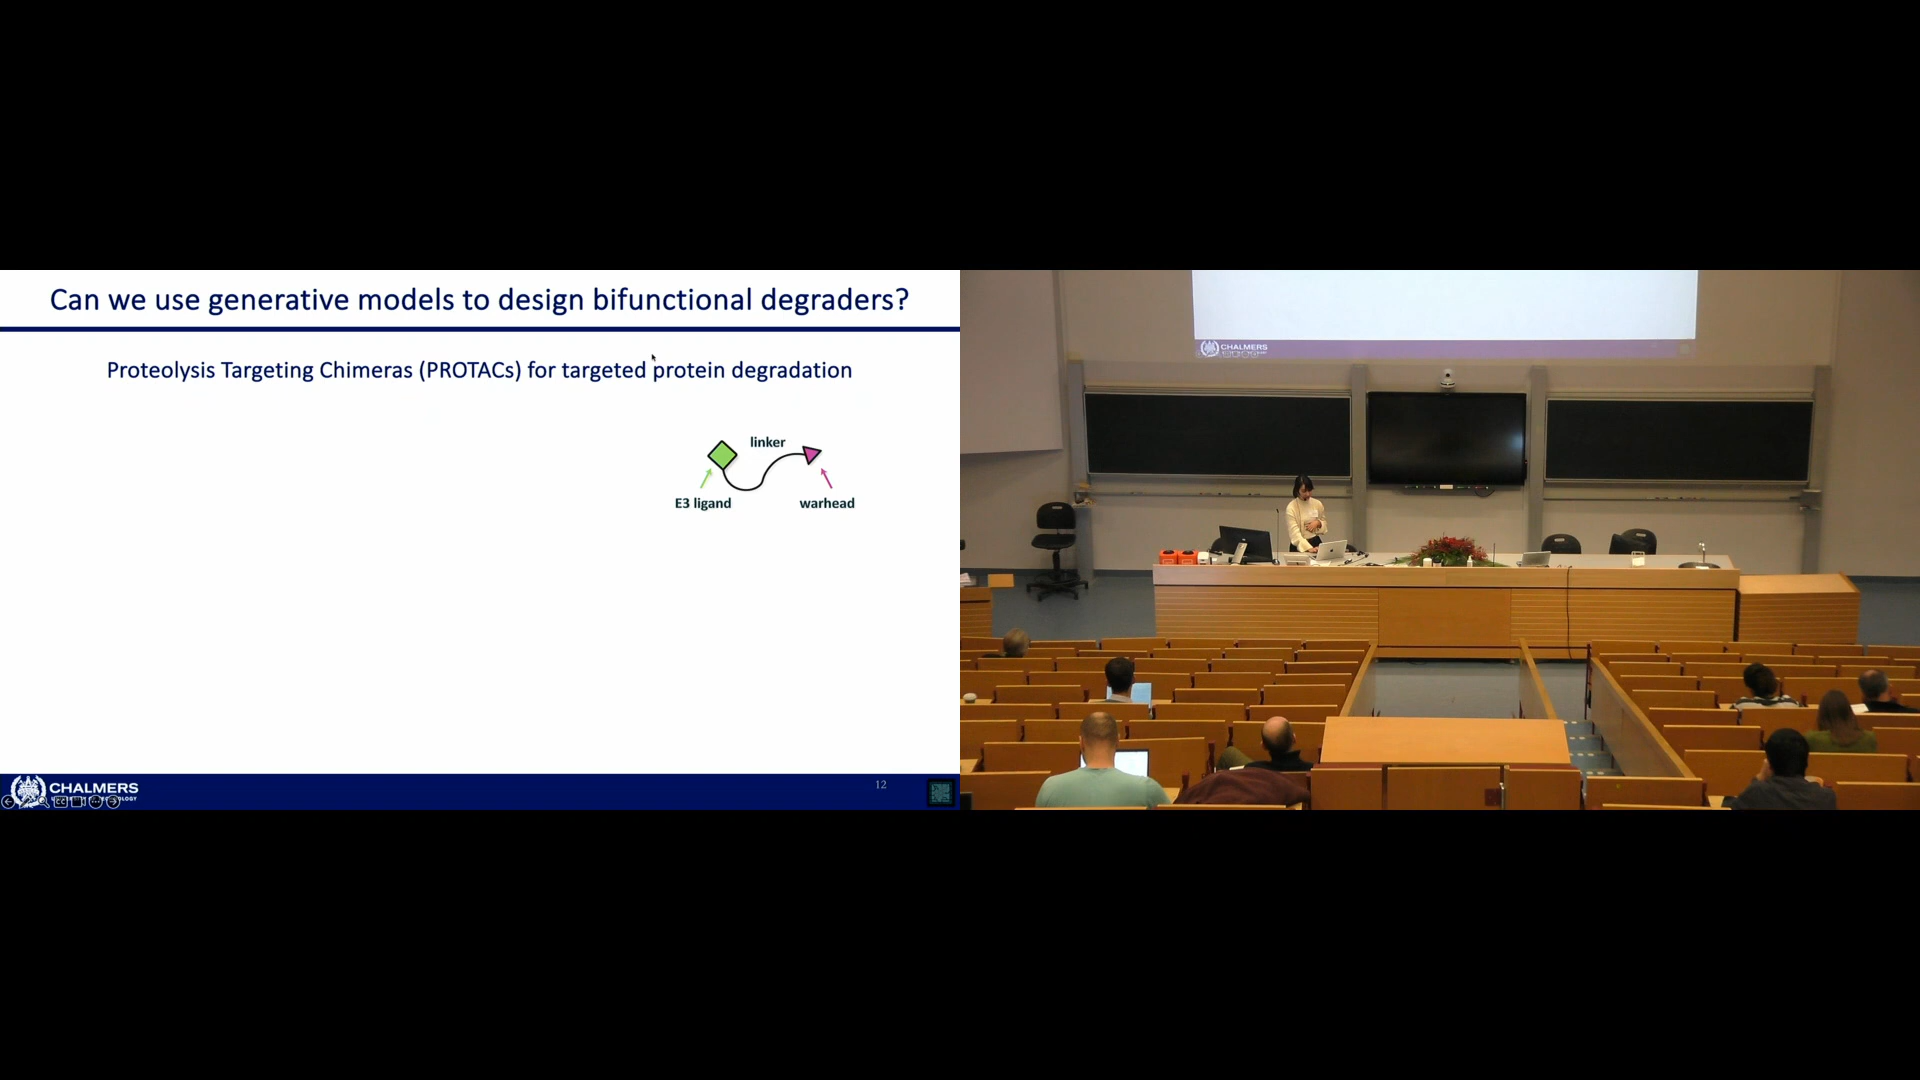 Can we use generative models to design bifunctional degraders?
Proteolysis Targeting Chimeras (PROTACs) for targeted protein degradation
linker
E3 ligand
warhead
CHALMERS
12
CHALMERS